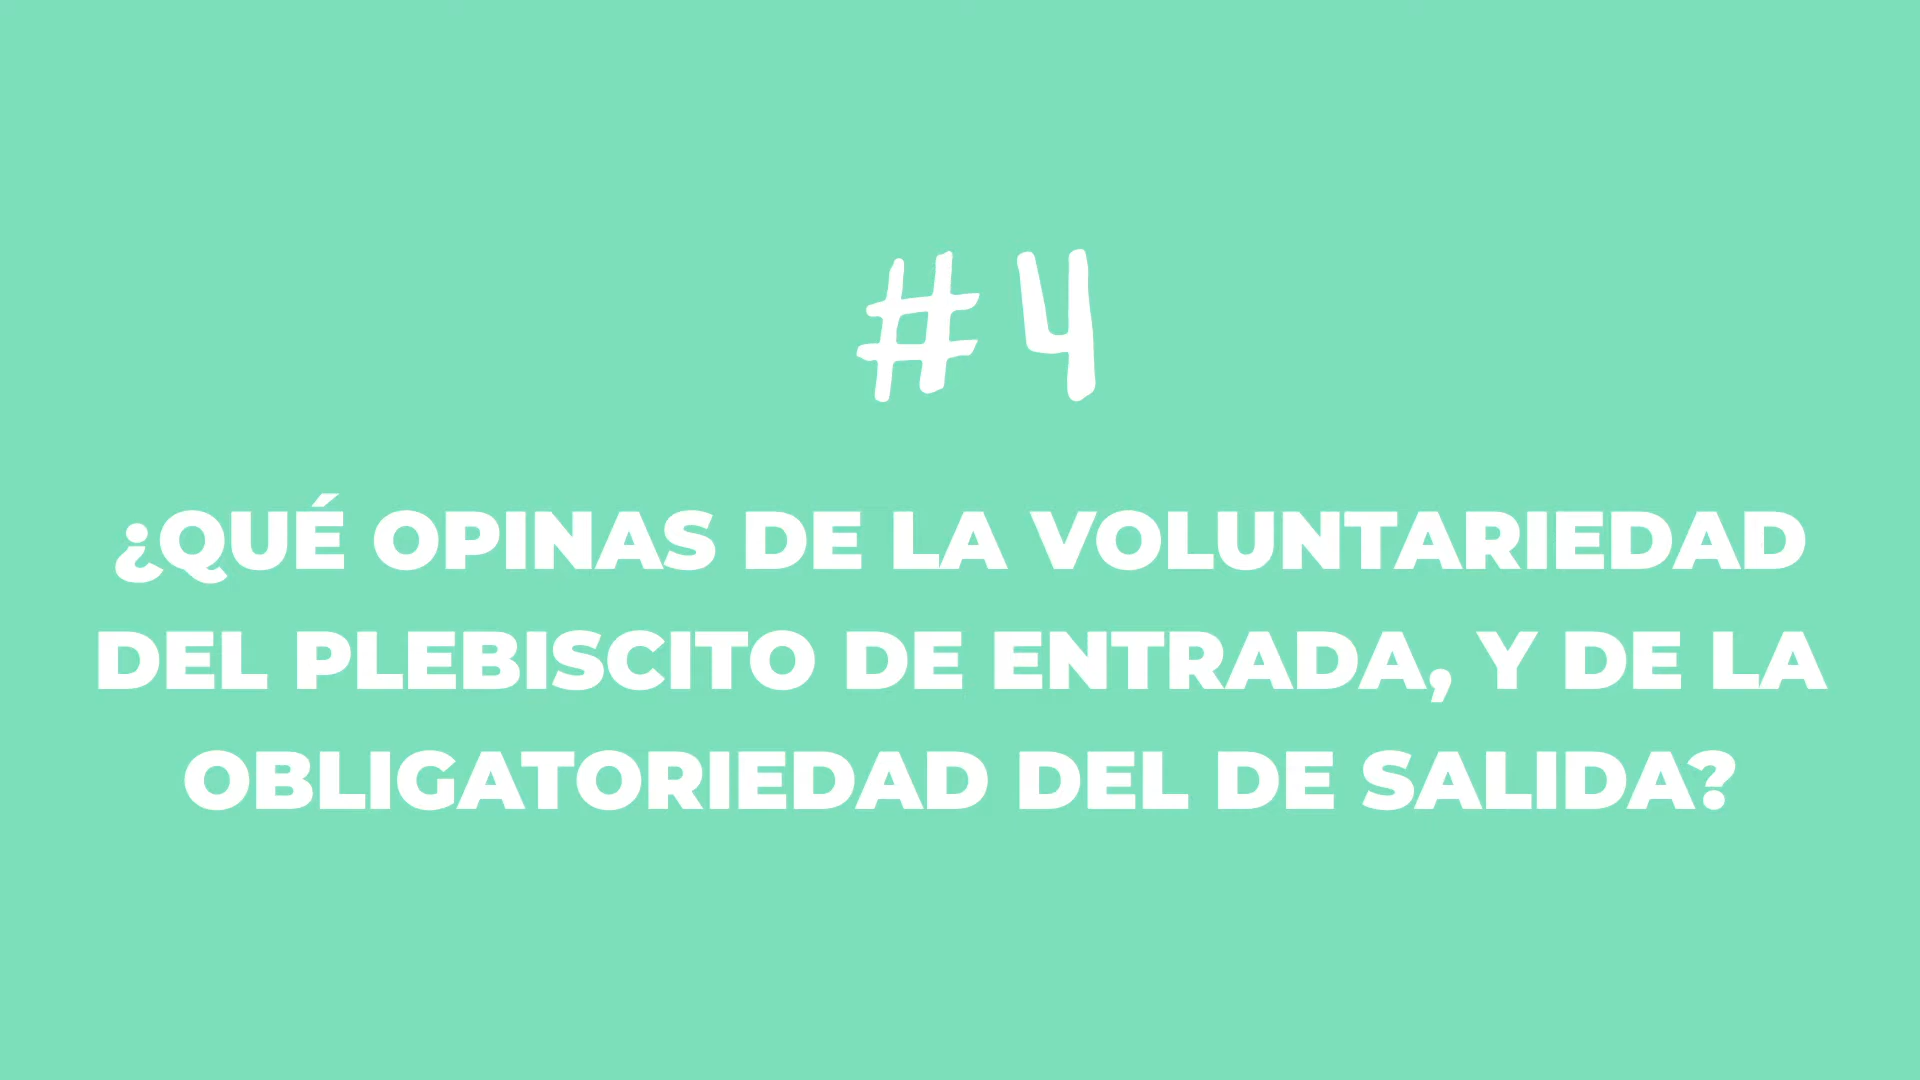 #4
¿QUÉ OPINAS DE LA VOLUNTARIEDAD
DEL PLEBISCITO DE ENTRADA, Y DE LA
OBLIGATORIEDAD DEL DE SALIDA?